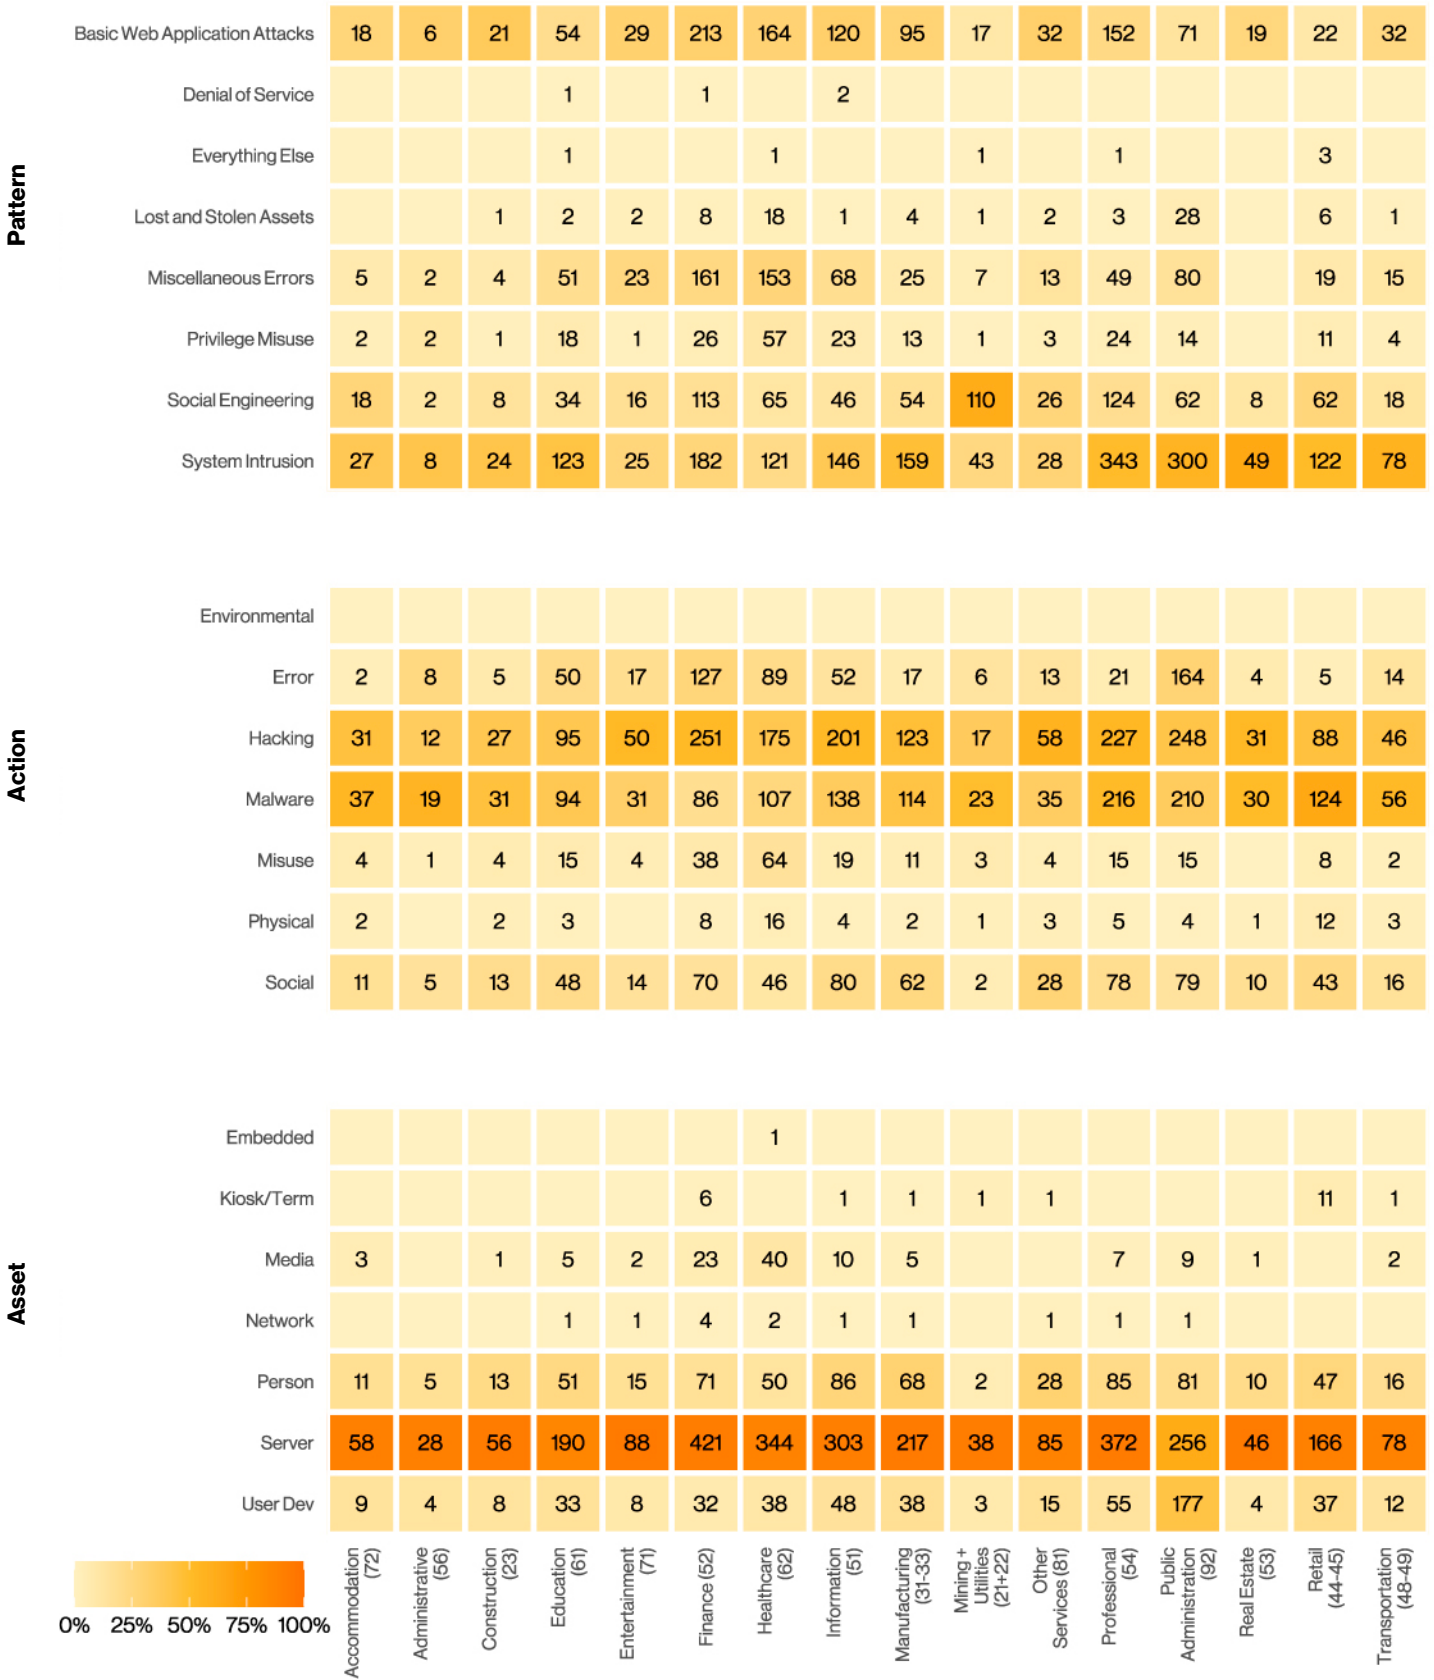 Pattern
Basic Web Application Attacks 18 6 21 54 29 213 164 120 95 17 32 152 71 19 22 32
Denial of Service 1 1 2
Everything Else 1 1 1 1 3
Lost and Stolen Assets 1 2 2 8 18 1 4 1 2 3 28 6 1
Miscellaneous Errors 5 2 4 51 23 161 153 68 25 7 13 49 80 19 15
Privilege Misuse 2 2 1 18 1 26 57 23 13 1 3 24 14 11 4
Social Engineering 18 2 8 34 16 113 65 46 54 110 26 124 62 8 62 18
System Intrusion 27 8 24 123 25 182 121 146 159 43 28 343 300 49 122 78
Action
Environmental
Error 2 8 5 50 17 127 89 52 17 6 13 21 164 4 5 14
Hacking 31 12 27 95 50 251 175 201 123 17 58 227 248 31 88 46
Malware 37 19 31 94 31 86 107 138 114 23 35 216 210 30 124 56
Misuse 4 1 4 15 4 38 64 19 11 3 4 15 15 8 2
Physical 2 2 3 8 16 4 2 1 3 5 4 1 12 3
Social 11 5 13 48 14 70 46 80 62 2 28 78 79 10 43 16
Asset
Embedded 1
Kiosk/Term 6 1 1 1 1 11 1
Media 3 1 5 2 23 40 10 5 7 9 1 2
Network 1 1 4 2 1 1 1 1 1
Person 11 5 13 51 15 71 50 86 68 2 28 85 81 10 47 16
Server 58 28 56 190 88 421 344 303 217 38 85 372 256 46 166 78
User Dev 9 4 8 33 8 32 38 48 38 3 15 55 177 4 37 12
0% 25% 50% 75% 100%
Accommodation
(72)
Administrative
(56)
Construction
(23)
Education
(61)
Entertainment
(71)
Finance (52)
Healthcare
(62)
Information
(51)
Manufacturing
(31-33)
Mining +
Utilities
(21+22)
Other
Services (81)
Professional
(54)
Public
Administration
(92)
Real Estate
(53)
Retail
(44-45)
Transportation
(48-49)